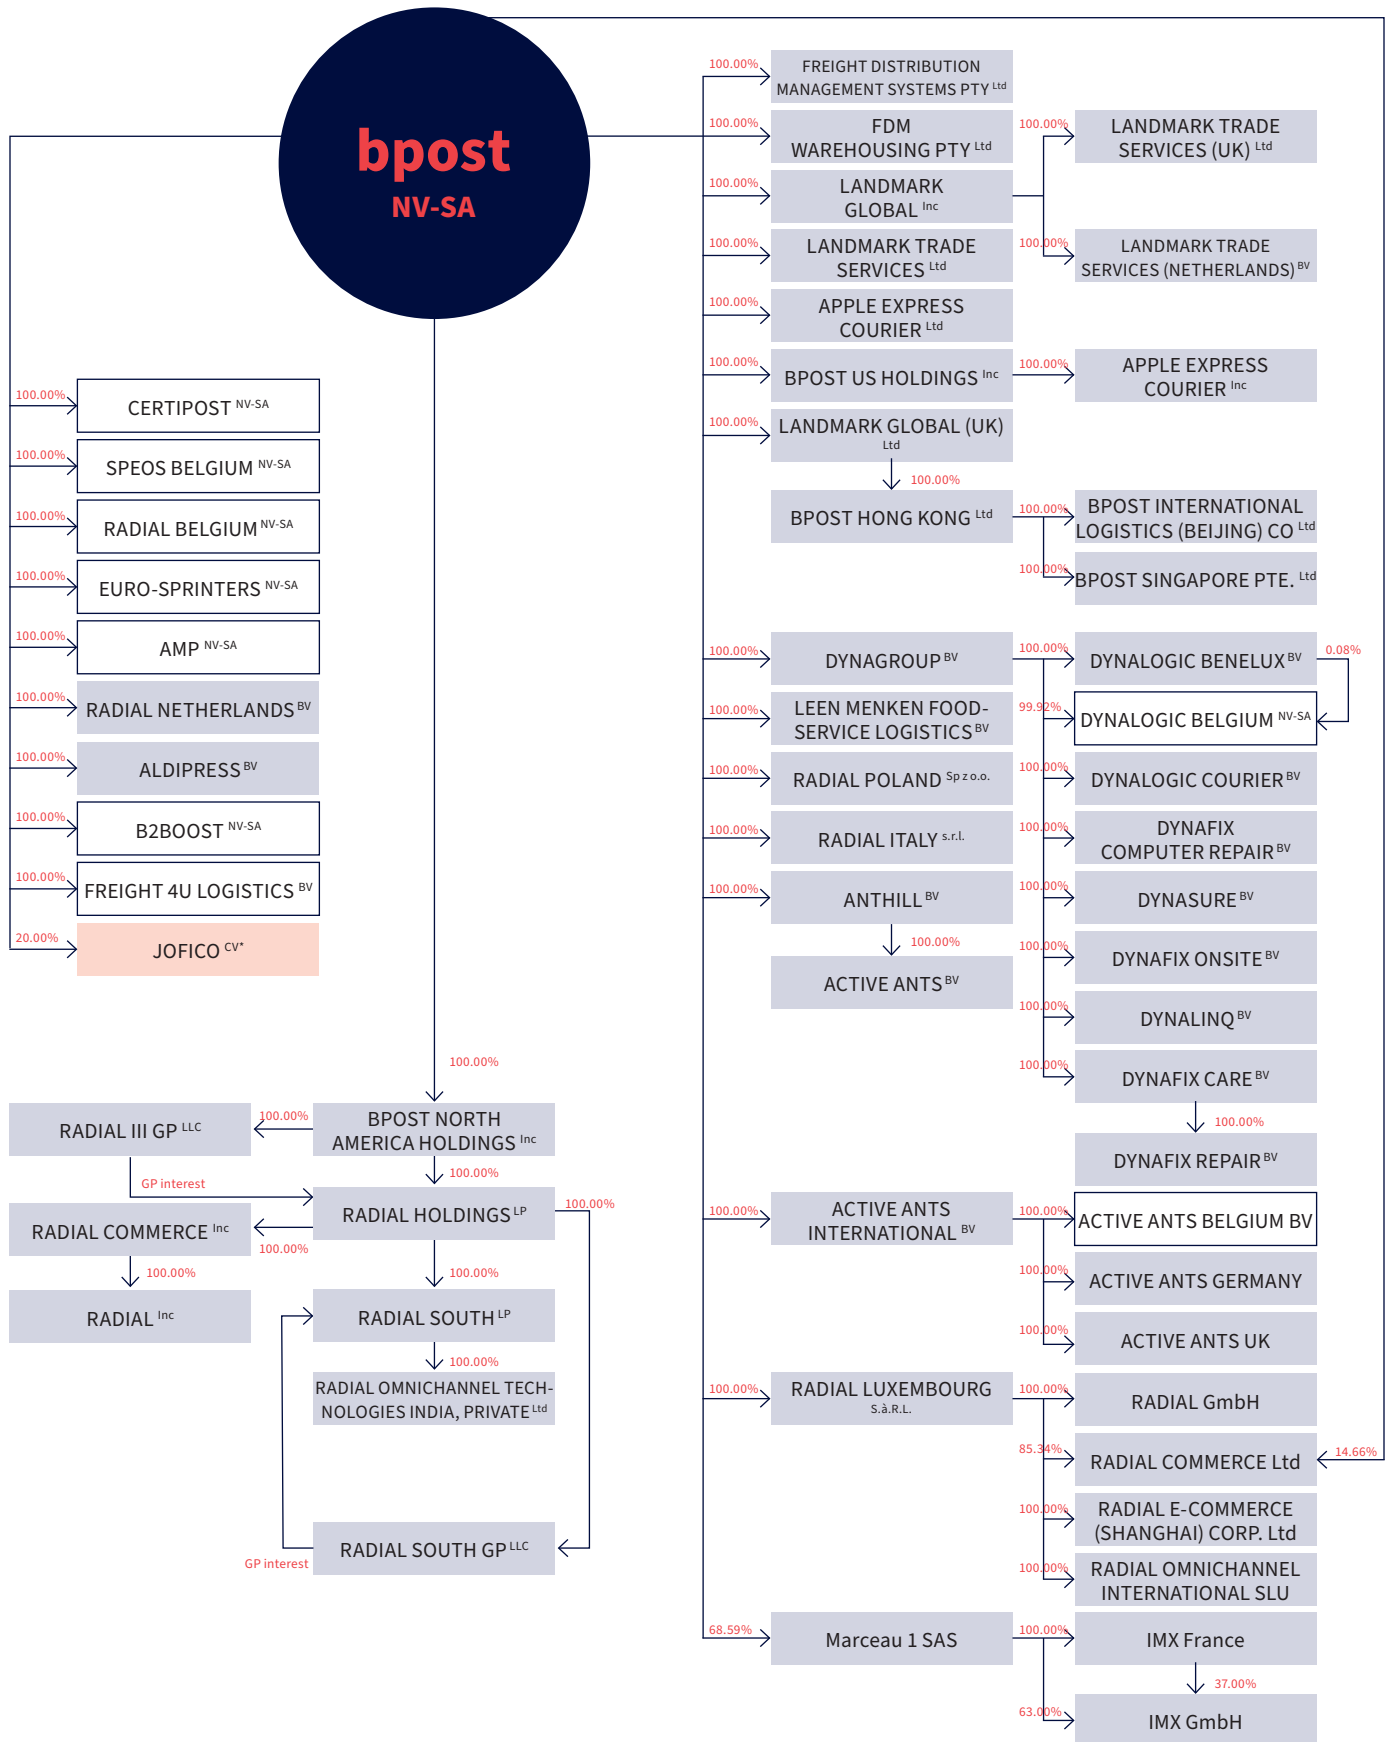 bpost
NV-SA
100.00%
CERTIPOST NV-SA
100.00%
SPEOS BELGIUM NV-SA
100.00%
RADIAL BELGIUM NV-SA
100.00%
EURO-SPRINTERS NV-SA
100.00%
AMP NV-SA
100.00%
RADIAL NETHERLANDS BV
100.00%
ALDIPRESS BV
100.00%
B2BOOST NV-SA
100.00%
FREIGHT 4U LOGISTICS BV
20.00%
JOFICO CV*
100.00%
BPOST NORTH
AMERICA HOLDINGS Inc
100.00%
RADIAL III GP LLC
GP interest
100.00%
RADIAL HOLDINGS LP
100.00%
RADIAL COMMERCE Inc
100.00%
100.00%
RADIAL Inc
100.00%
RADIAL SOUTH LP
100.00%
RADIAL OMNICHANNEL TECH-
NOLOGIES INDIA, PRIVATE Ltd
RADIAL SOUTH GP LLC
GP interest
100.00%
FREIGHT DISTRIBUTION
MANAGEMENT SYSTEMS PTY Ltd
100.00%
FDM
WAREHOUSING PTY Ltd
100.00%
LANDMARK
GLOBAL Inc
100.00%
LANDMARK TRADE
SERVICES (UK) Ltd
100.00%
LANDMARK TRADE
SERVICES (NETHERLANDS) BV
100.00%
LANDMARK TRADE
SERVICES Ltd
100.00%
APPLE EXPRESS
COURIER Ltd
100.00%
BPOST US HOLDINGS Inc
100.00%
APPLE EXPRESS
COURIER Inc
100.00%
LANDMARK GLOBAL (UK)
Ltd
100.00%
BPOST HONG KONG Ltd
100.00%
BPOST INTERNATIONAL
LOGISTICS (BEIJING) CO Ltd
100.00%
BPOST SINGAPORE PTE. Ltd
100.00%
DYNAGROUP BV
100.00%
DYNALOGIC BENELUX BV
0.08%
99.92%
DYNALOGIC BELGIUM NV-SA
100.00%
DYNALOGIC COURIER BV
100.00%
DYNAFIX
COMPUTER REPAIR BV
100.00%
DYNASURE BV
100.00%
DYNAFIX ONSITE BV
100.00%
DYNALINQ BV
100.00%
DYNAFIX CARE BV
100.00%
DYNAFIX REPAIR BV
100.00%
LEEN MENKEN FOOD-
SERVICE LOGISTICS BV
100.00%
RADIAL POLAND Sp z o.o.
100.00%
RADIAL ITALY s.r.l.
100.00%
ANTHILL BV
100.00%
ACTIVE ANTS BV
100.00%
ACTIVE ANTS
INTERNATIONAL BV
100.00%
ACTIVE ANTS BELGIUM BV
100.00%
ACTIVE ANTS GERMANY
100.00%
ACTIVE ANTS UK
100.00%
RADIAL LUXEMBOURG
S.à.R.L.
100.00%
RADIAL GmbH
85.34%
RADIAL COMMERCE Ltd
14.66%
100.00%
RADIAL E-COMMERCE
(SHANGHAI) CORP. Ltd
100.00%
RADIAL OMNICHANNEL
INTERNATIONAL SLU
68.59%
Marceau 1 SAS
100.00%
IMX France
37.00%
63.00%
IMX GmbH